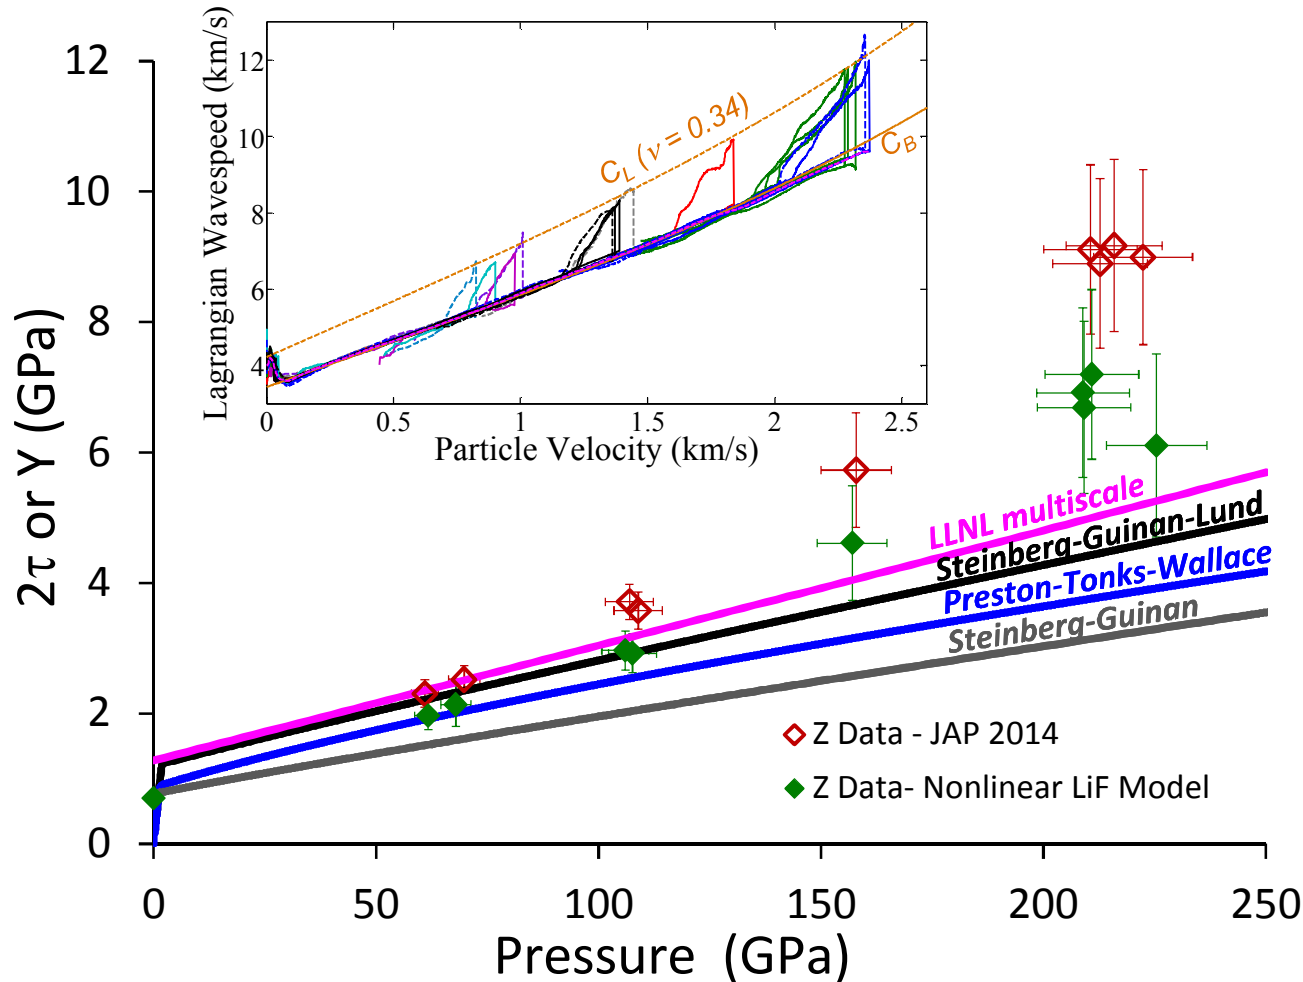 12
10
8
6
4
2
0
2τ or Y (GPa)
0
50
100
150
200
250
Pressure (GPa)
12
10
8
6
4
Lagrangian Wavespeed (km/s)
0
0.5
1
1.5
2
2.5
Particle Velocity (km/s)
C_L (ν = 0.34)
C_B
LLNL multiscale
Steinberg-Guinan-Lund
Preston-Tonks-Wallace
Steinberg-Guinan
Z Data - JAP 2014
Z Data- Nonlinear LiF Model